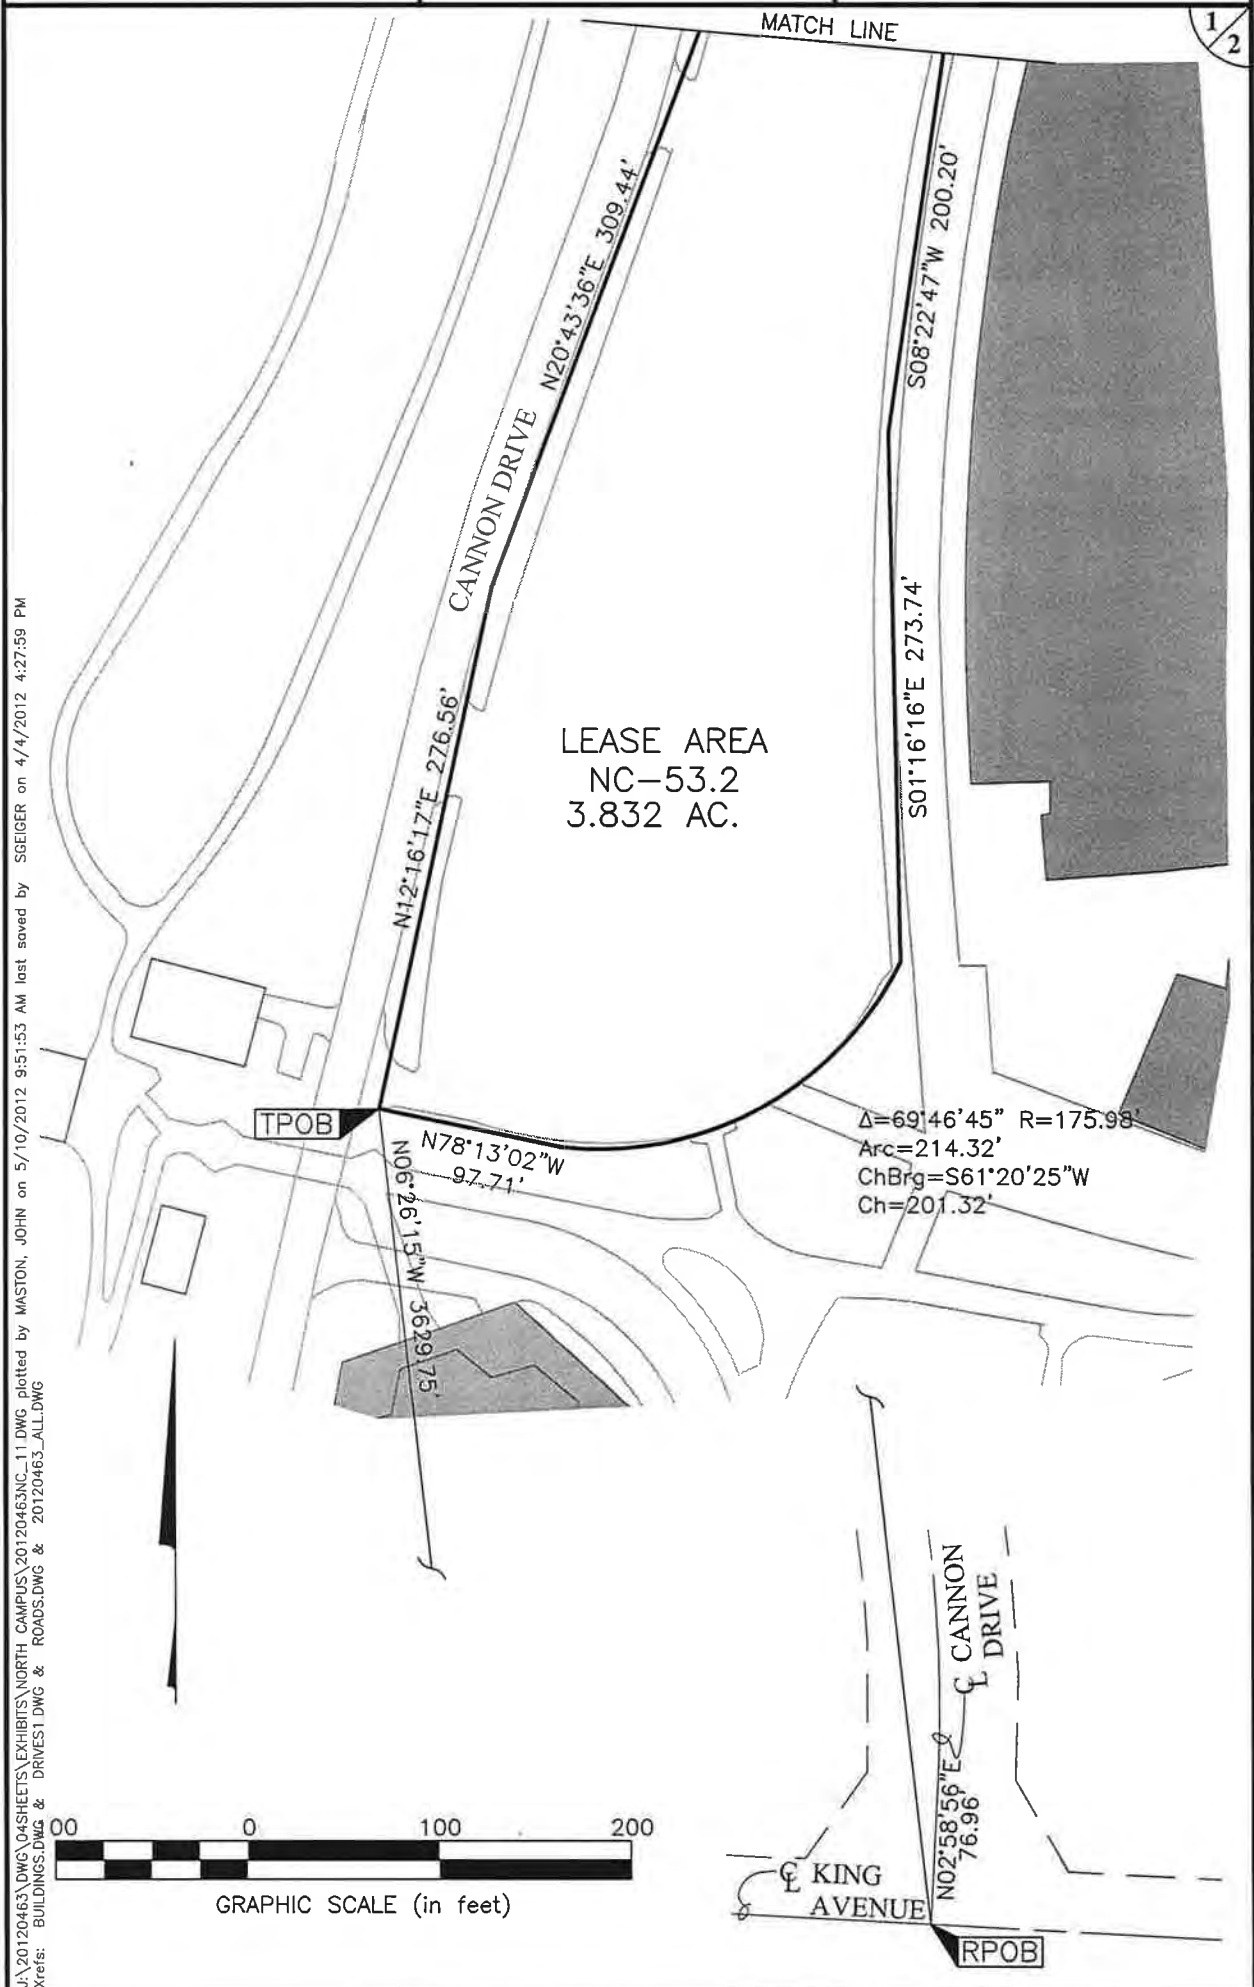 MATCH LINE
1
2
N20°43'36"E 309.44'
S08°22'47"W 200.20'
CANNON DRIVE
S01°16'16"E 273.74'
N12°16'17"E 276.56'
LEASE AREA
NC-53.2
3.832 AC.
TPOB
N78°13'02"W
97.71'
Δ=69°46'45" R=175.98'
Arc=214.32'
ChBrg=S61°20'25"W
Ch=201.32'
N06°26'15"W 3629.75'
℄ CANNON
DRIVE
N02°58'56"E
76.96'
℄ KING
AVENUE
RPOB
00 0 100 200
GRAPHIC SCALE (in feet)
J:\20120463\DWG\04SHEETS\EXHIBITS\NORTH CAMPUS\20120463NC_11.DWG plotted by MASTON, JOHN on 5/10/2012 9:51:53 AM last saved by SGEIGER on 4/4/2012 4:27:59 PM
Xrefs: BUILDINGS.DWG & DRIVES1.DWG & ROADS.DWG & 20120463_ALL.DWG